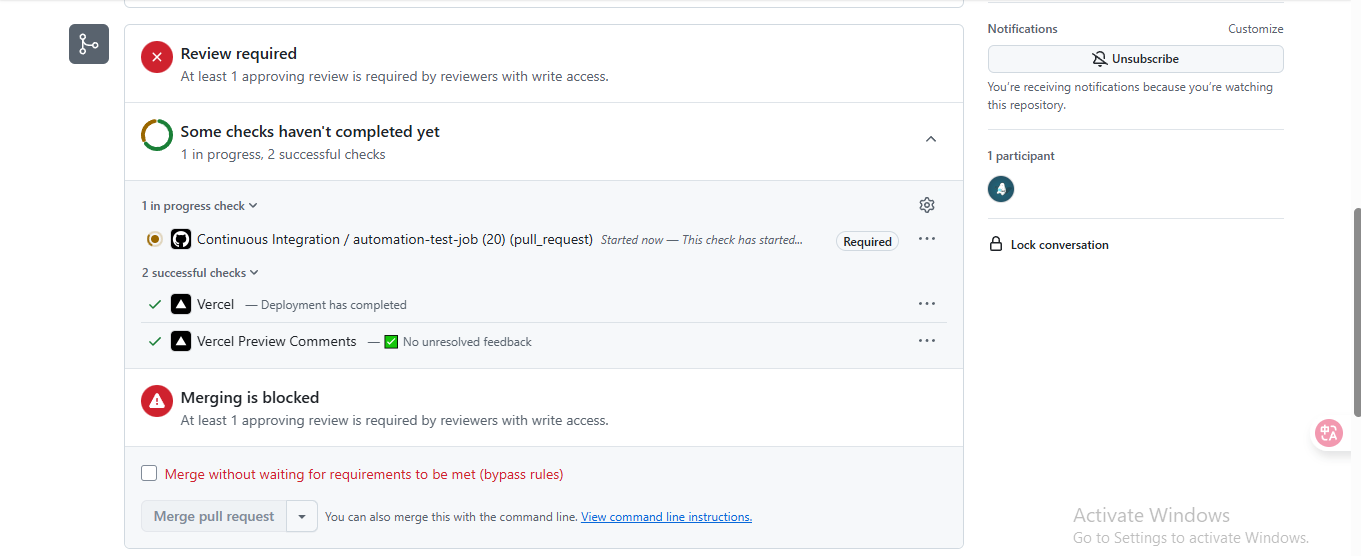 Review required
At least 1 approving review is required by reviewers with write access.
Some checks haven't completed yet
1 in progress, 2 successful checks
1 in progress check
Continuous Integration / automation-test-job (20) (pull_request) Started now — This check has started... Required
2 successful checks
Vercel — Deployment has completed
Vercel Preview Comments — ✅ No unresolved feedback
Merging is blocked
At least 1 approving review is required by reviewers with write access.
Merge without waiting for requirements to be met (bypass rules)
Merge pull request You can also merge this with the command line. View command line instructions.
Notifications Customize
Unsubscribe
You're receiving notifications because you're watching
this repository.
1 participant
Lock conversation
中A
Activate Windows
Go to Settings to activate Windows.